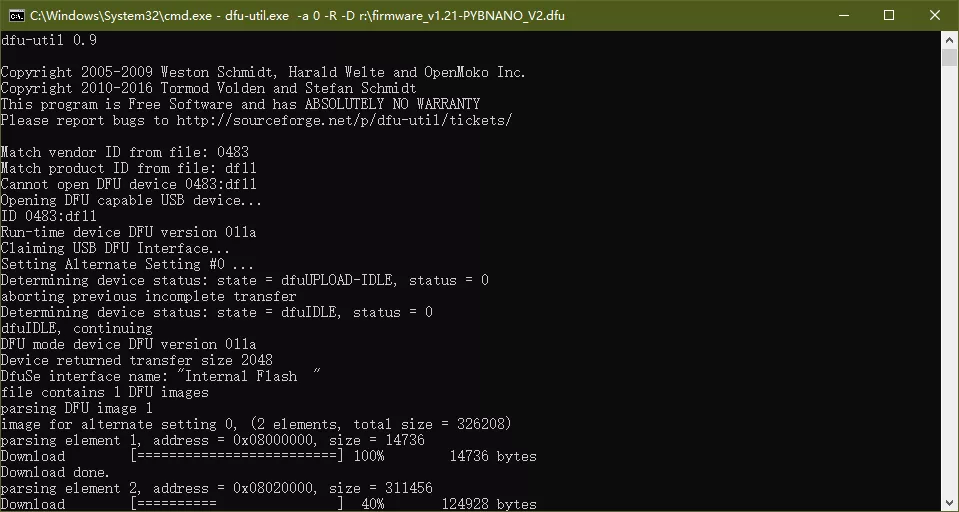 C:\Windows\System32\cmd.exe - dfu-util.exe  -a 0 -R -D r:\firmware_v1.21-PYBNANO_V2.dfu
dfu-util 0.9
Copyright 2005-2009 Weston Schmidt, Harald Welte and OpenMoko Inc.
Copyright 2010-2016 Tormod Volden and Stefan Schmidt
This program is Free Software and has ABSOLUTELY NO WARRANTY
Please report bugs to http://sourceforge.net/p/dfu-util/tickets/
Match vendor ID from file: 0483
Match product ID from file: df11
Cannot open DFU device 0483:df11
Opening DFU capable USB device...
ID 0483:df11
Run-time device DFU version 011a
Claiming USB DFU Interface...
Setting Alternate Setting #0 ...
Determining device status: state = dfuUPLOAD-IDLE, status = 0
aborting previous incomplete transfer
Determining device status: state = dfuIDLE, status = 0
dfuIDLE, continuing
DFU mode device DFU version 011a
Device returned transfer size 2048
DfuSe interface name: "Internal Flash  "
file contains 1 DFU images
parsing DFU image 1
image for alternate setting 0, (2 elements, total size = 326208)
parsing element 1, address = 0x08000000, size = 14736
Download        [=========================] 100%        14736 bytes
Download done.
parsing element 2, address = 0x08020000, size = 311456
Download        [==========               ]  40%       124928 bytes